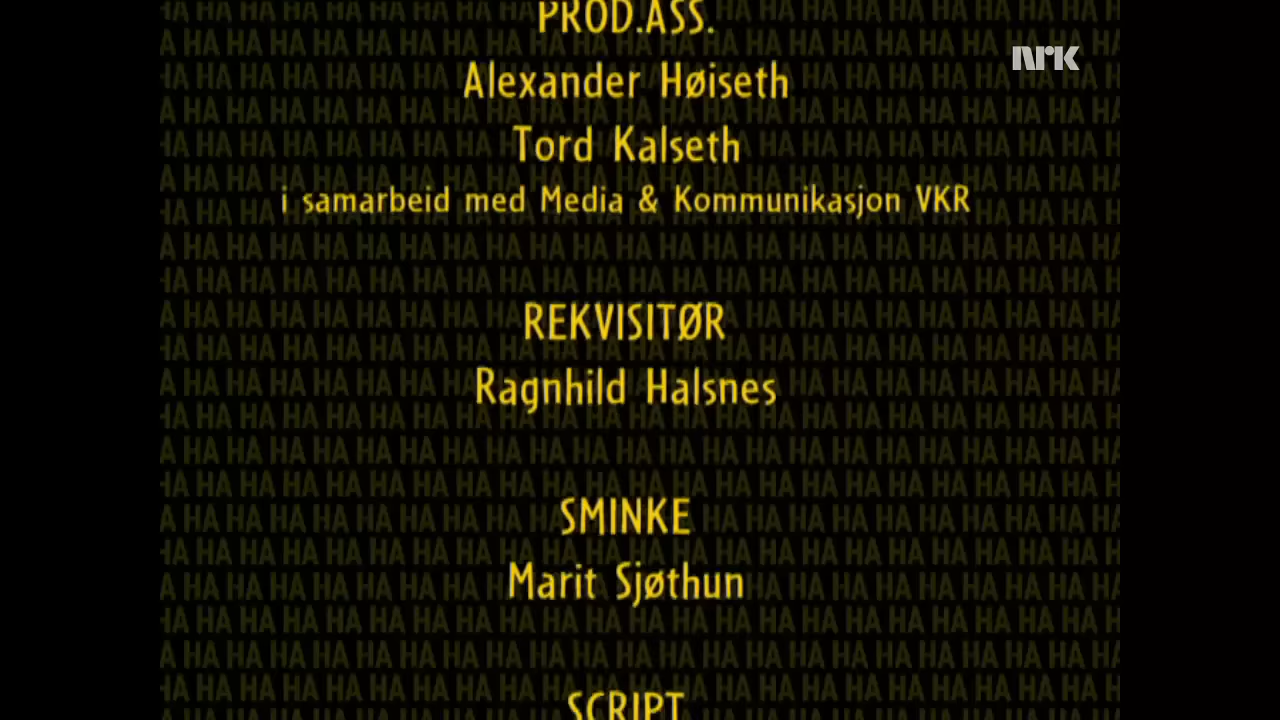 PROD.ASS.
nrk
Alexander Høiseth
Tord Kalseth
i samarbeid med Media & Kommunikasjon VKR
REKVISITØR
Ragnhild Halsnes
SMINKE
Marit Sjøthun
SCRIPT